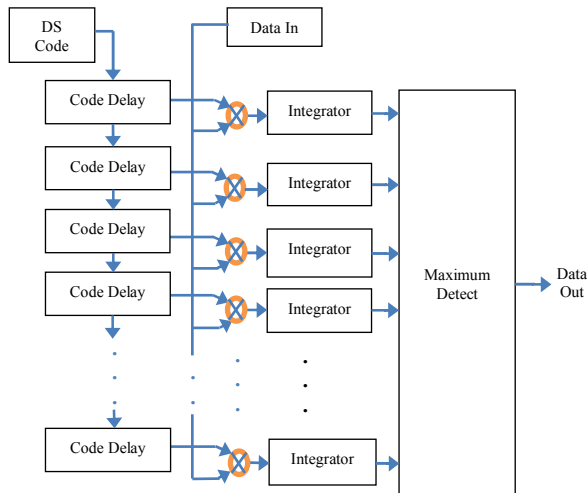 DS
Code
Data In
Code Delay
Integrator
Code Delay
Integrator
Code Delay
Integrator
Code Delay
Integrator
Maximum
Detect
Data
Out
Code Delay
Integrator